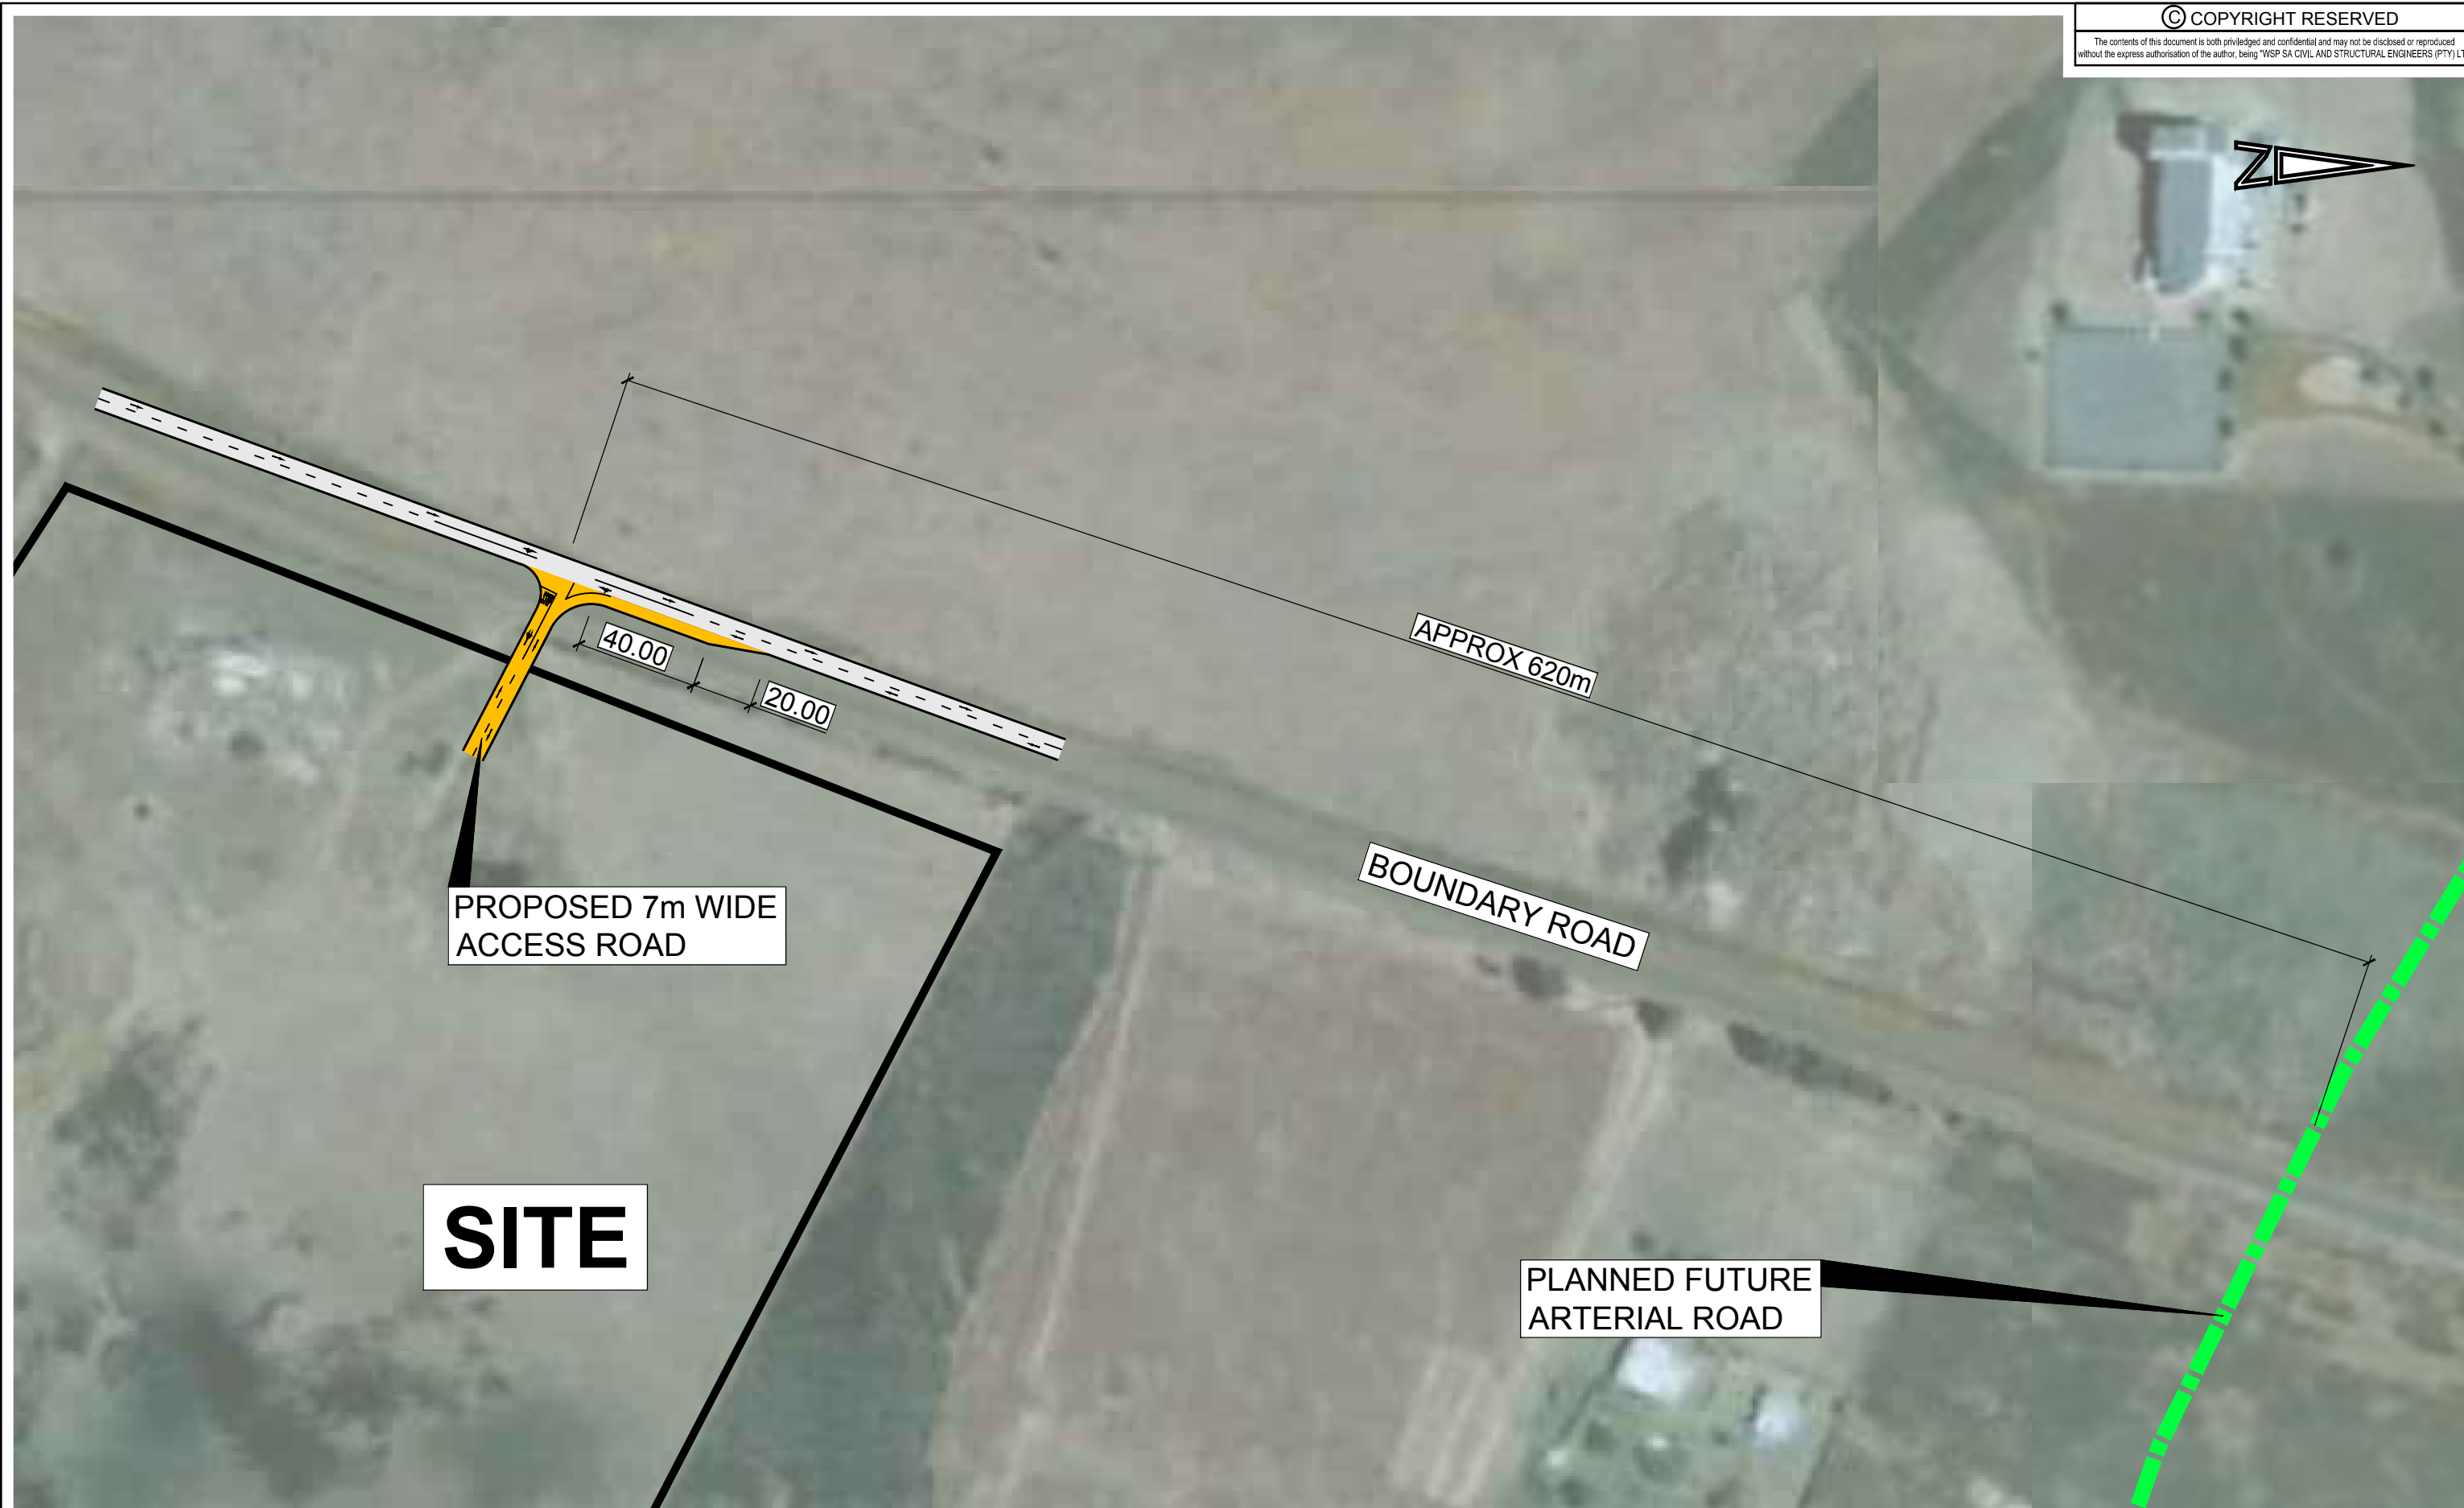 © COPYRIGHT RESERVED
The contents of this document is both priviledged and confidential and may not be disclosed or reproduced
without the express authorisation of the author, being "WSP SA CIVIL AND STRUCTURAL ENGINEERS (PTY)
N
40.00
20.00
APPROX 620m
BOUNDARY ROAD
PROPOSED 7m WIDE
ACCESS ROAD
SITE
PLANNED FUTURE
ARTERIAL ROAD